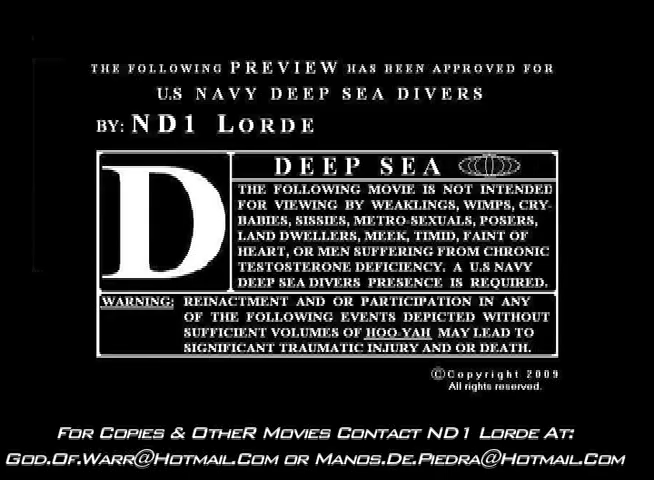 THE FOLLOWING PREVIEW HAS BEEN APPROVED FOR
U.S NAVY DEEP SEA DIVERS
BY: ND1 LORDE
D
DEEP SEA
THE FOLLOWING MOVIE IS NOT INTENDED
FOR VIEWING BY WEAKLINGS, WIMPS, CRY-
BABIES, SISSIES, METRO-SEXUALS, POSERS,
LAND DWELLERS, MEEK, TIMID, FAINT OF
HEART, OR MEN SUFFERING FROM CHRONIC
TESTOSTERONE DEFICIENCY. A U.S NAVY
DEEP SEA DIVERS PRESENCE IS REQUIRED.
WARNING: REINACTMENT AND OR PARTICIPATION IN ANY
OF THE FOLLOWING EVENTS DEPICTED WITHOUT
SUFFICIENT VOLUMES OF HOO-YAH MAY LEAD TO
SIGNIFICANT TRAUMATIC INJURY AND OR DEATH.
©Copyright 2009
All rights reserved.
FOR COPIES & OTHER MOVIES CONTACT ND1 LORDE AT:
GOD.OF.WARR@HOTMAIL.COM OR MANOS.DE.PIEDRA@HOTMAIL.COM